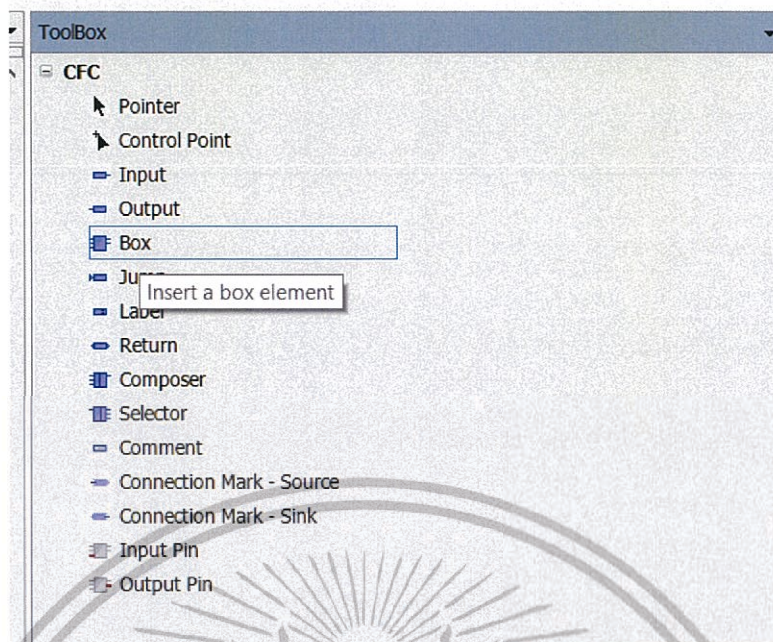 ToolBox
CFC
Pointer
Control Point
Input
Output
Box
Insert a box element
Label
Return
Composer
Selector
Comment
Connection Mark - Source
Connection Mark - Sink
Input Pin
Output Pin